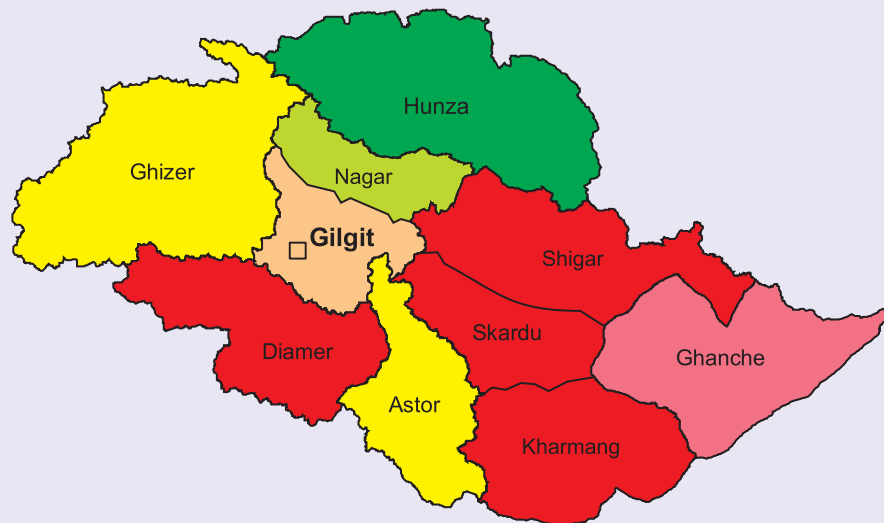 Hunza
Ghizer
Nagar
Gilgit
Shigar
Skardu
Diamer
Ghanche
Astor
Kharmang